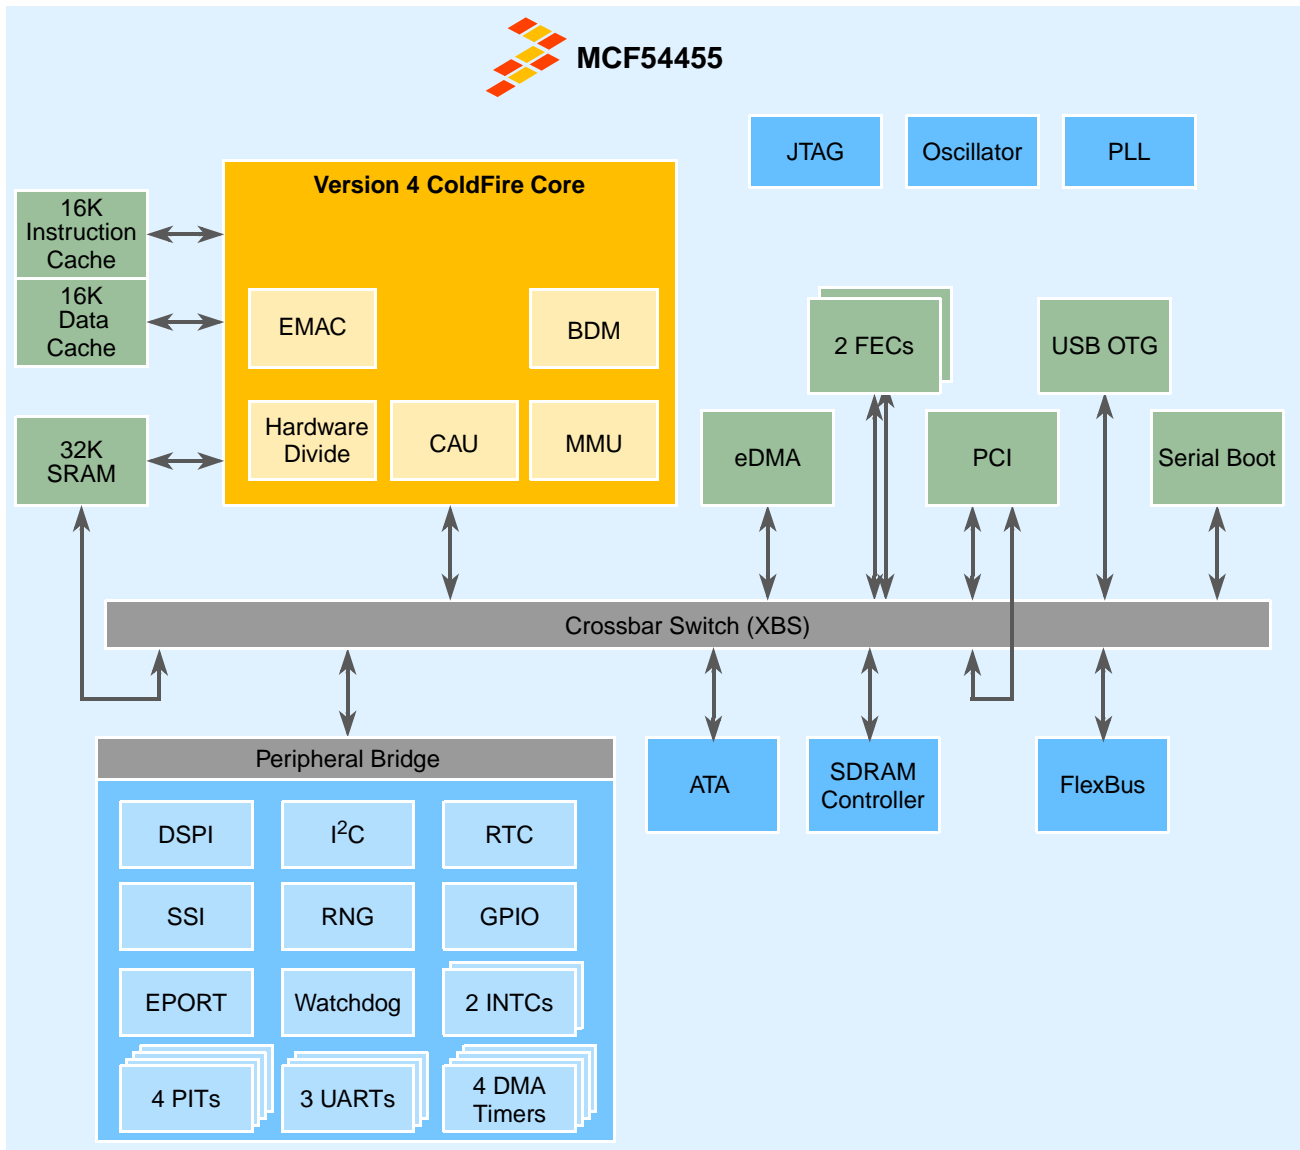 MCF54455
JTAG
Oscillator
PLL
Version 4 ColdFire Core
16K
Instruction
Cache
16K
Data
Cache
EMAC
BDM
2 FECs
USB OTG
32K
SRAM
Hardware
Divide
CAU
MMU
eDMA
PCI
Serial Boot
Crossbar Switch (XBS)
Peripheral Bridge
ATA
SDRAM
Controller
FlexBus
DSPI
I²C
RTC
SSI
RNG
GPIO
EPORT
Watchdog
2 INTCs
4 PITs
3 UARTs
4 DMA
Timers